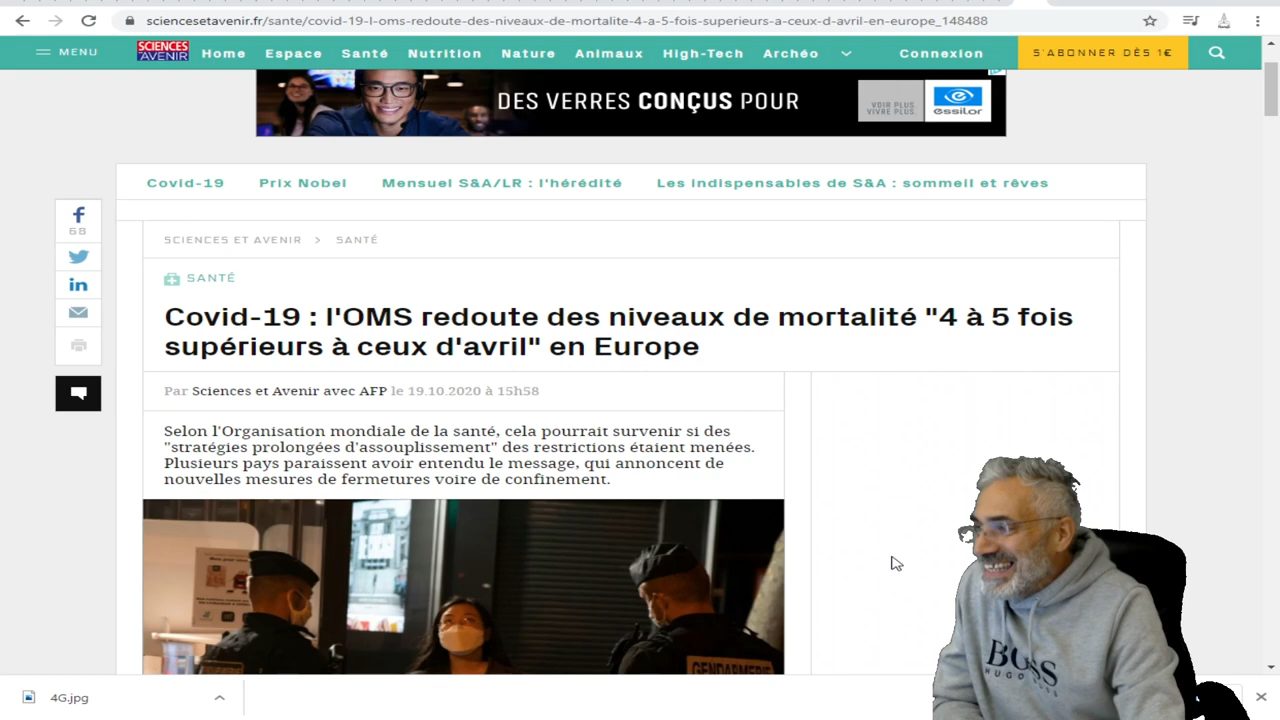 sciencesetavenir.fr/sante/covid-19-l-oms-redoute-des-niveaux-de-mortalite-4-a-5-fois-superieurs-a-ceux-d-avril-en-europe_148488
MENU
SCIENCES
AVENIR
Home
Espace
Santé
Nutrition
Nature
Animaux
High-Tech
Archéo
Connexion
S'ABONNER DÈS 1€
DES VERRES CONÇUS POUR
VOIR PLUS.
VIVRE PLUS.
essilor
Covid-19
Prix Nobel
Mensuel S&A/LR : l'hérédité
Les indispensables de S&A : sommeil et rêves
68
SCIENCES ET AVENIR > SANTÉ
SANTÉ
Covid-19 : l'OMS redoute des niveaux de mortalité "4 à 5 fois
supérieurs à ceux d'avril" en Europe
Par Sciences et Avenir avec AFP le 19.10.2020 à 15h58
Selon l'Organisation mondiale de la santé, cela pourrait survenir si des
"stratégies prolongées d'assouplissement" des restrictions étaient menées.
Plusieurs pays paraissent avoir entendu le message, qui annoncent de
nouvelles mesures de fermetures voire de confinement.
GENDARMERIE
BOSS
HUGO BOSS
4G.jpg